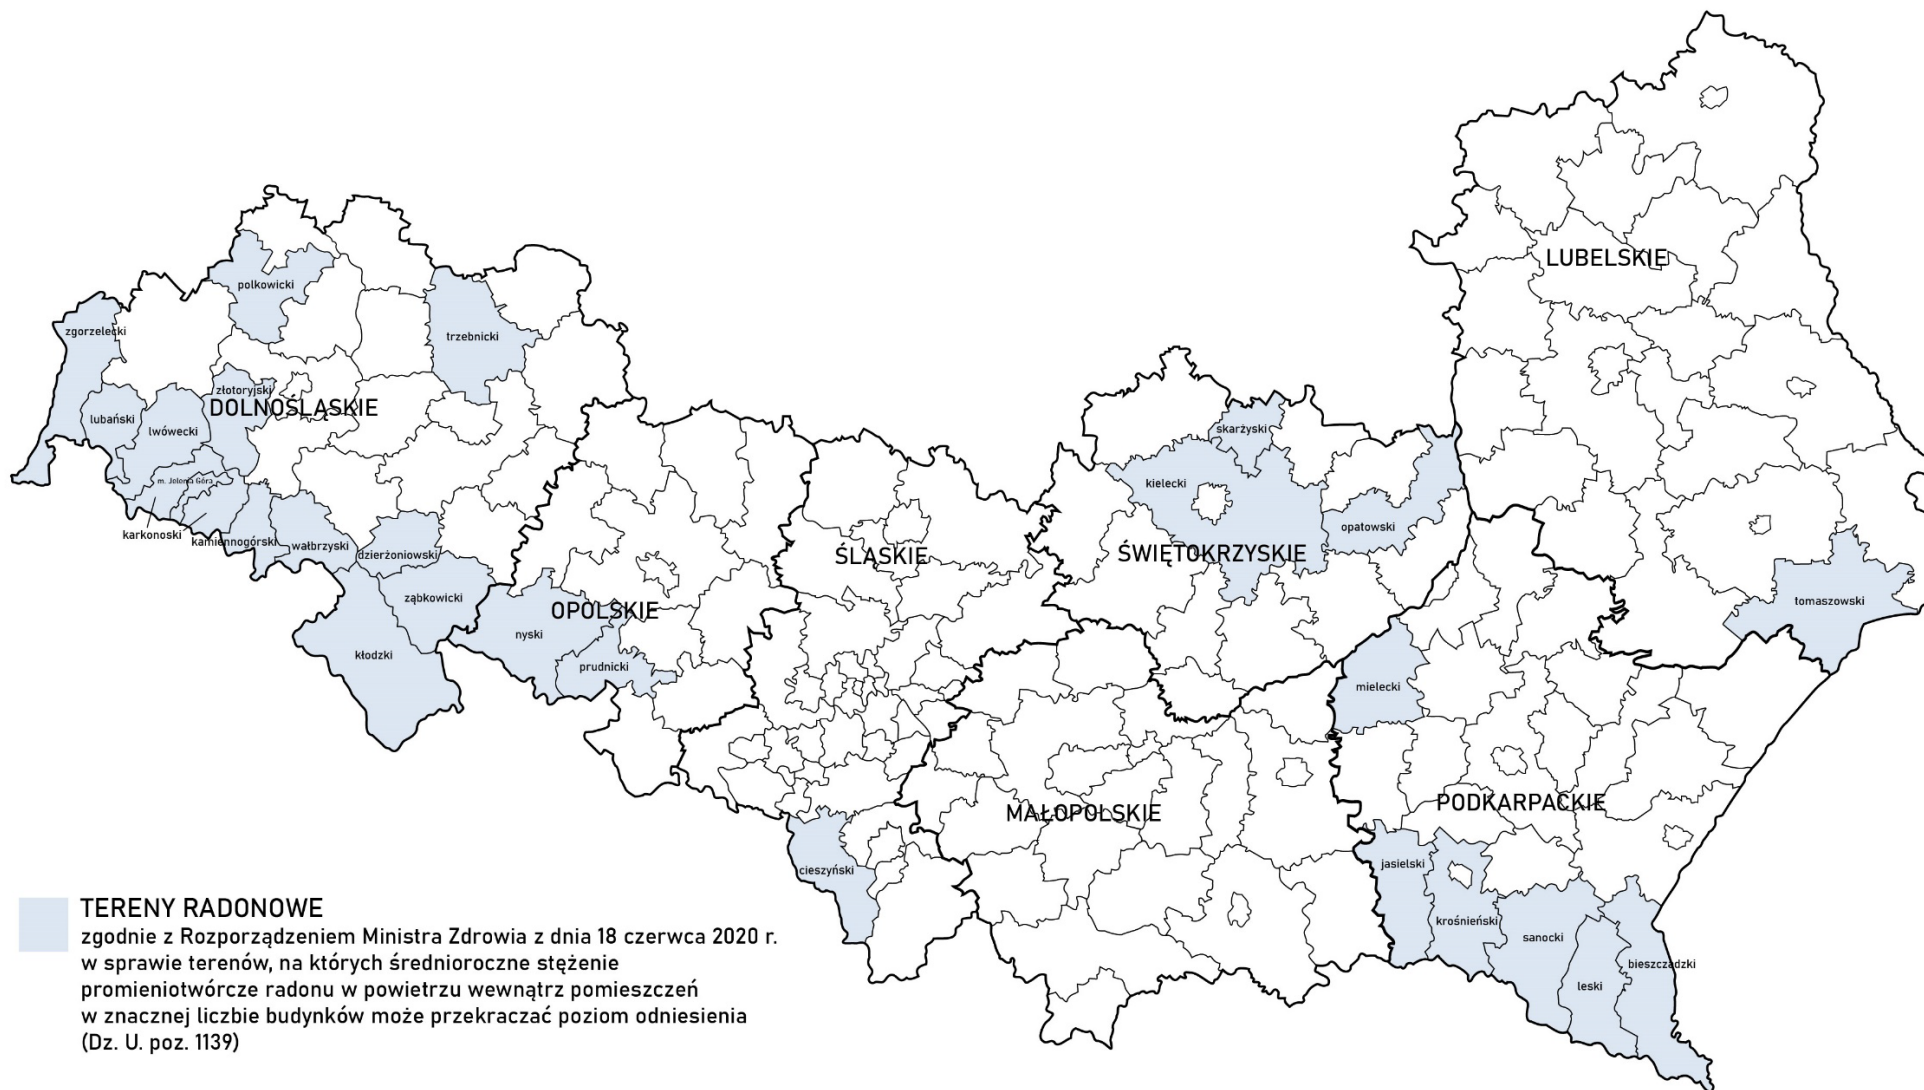 LUBELSKIE
polkowicki
zgorzelecki
trzebnicki
złotoryjski
DOLNOŚLĄSKIE
lubański
lwówecki
skarżyski
m. Jelenia Góra
kielecki
karkonoski
kamiennogórski
wałbrzyski
dzierżoniowski
opatowski
ŚLASKIE
ŚWIĘTOKRZYSKIE
ząbkowicki
OPOLSKIE
tomaszowski
nyski
kłodzki
prudnicki
mielecki
MAŁOPOLSKIE
PODKARPACKIE
cieszyński
jasielski
krośnieński
sanocki
bieszczadzki
leski
TERENY RADONOWE
zgodnie z Rozporządzeniem Ministra Zdrowia z dnia 18 czerwca 2020 r.
w sprawie terenów, na których średnioroczne stężenie
promieniotwórcze radonu w powietrzu wewnątrz pomieszczeń
w znacznej liczbie budynków może przekraczać poziom odniesienia
(Dz. U. poz. 1139)